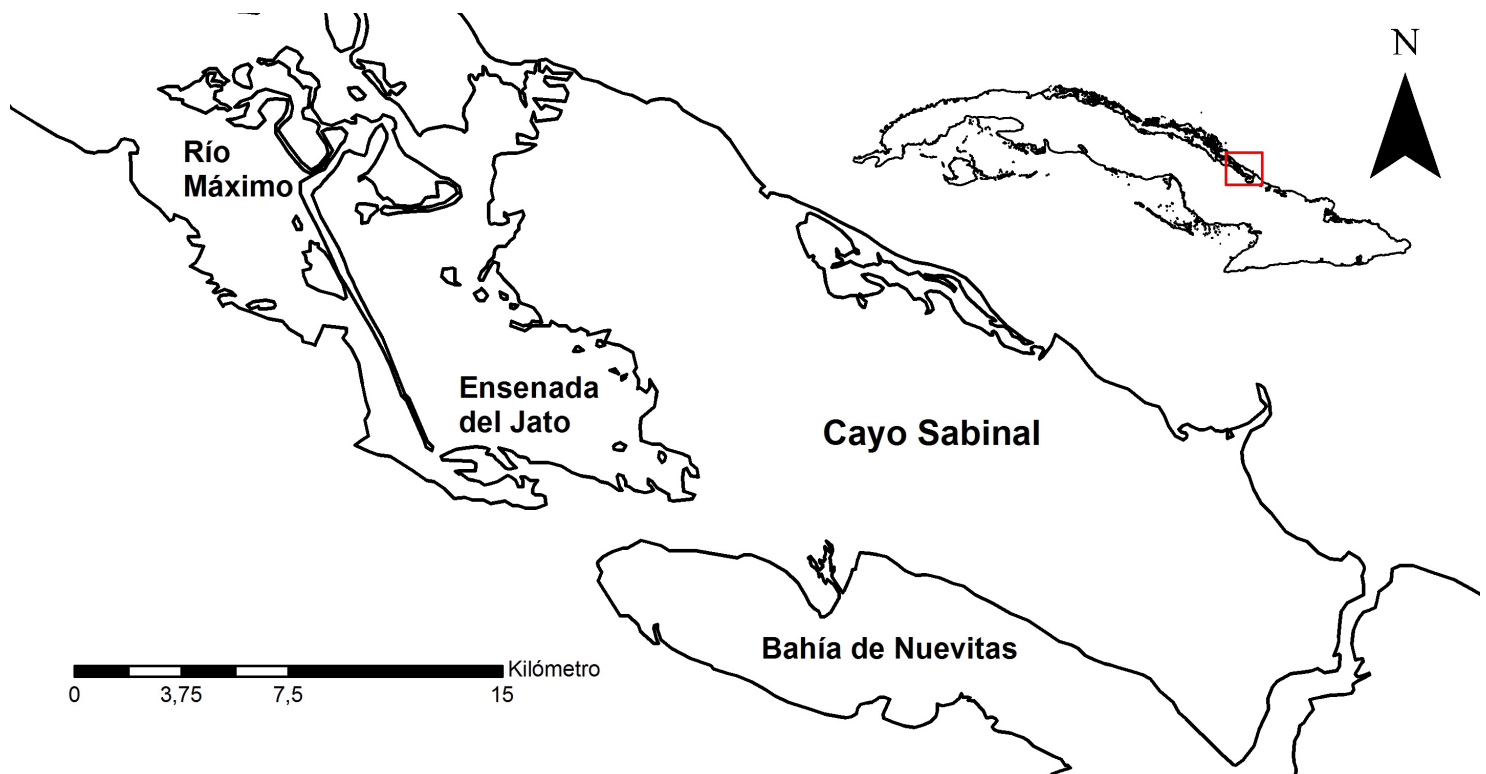 N
Río
Máximo
Ensenada
del Jato
Cayo Sabinal
Bahía de Nuevitas
Kilómetro
0 3,75 7,5 15